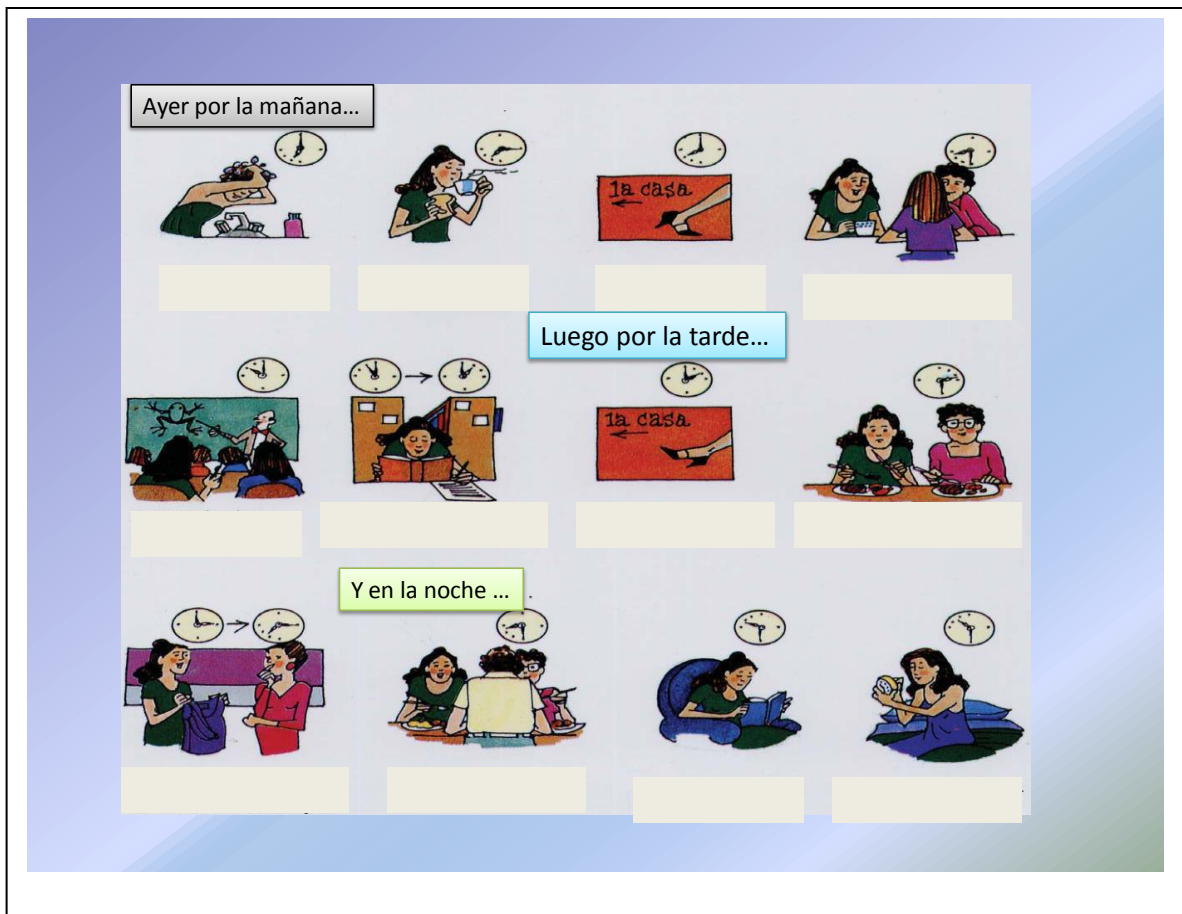 Ayer por la mañana...
la casa
Luego por la tarde...
la casa
Y en la noche ...